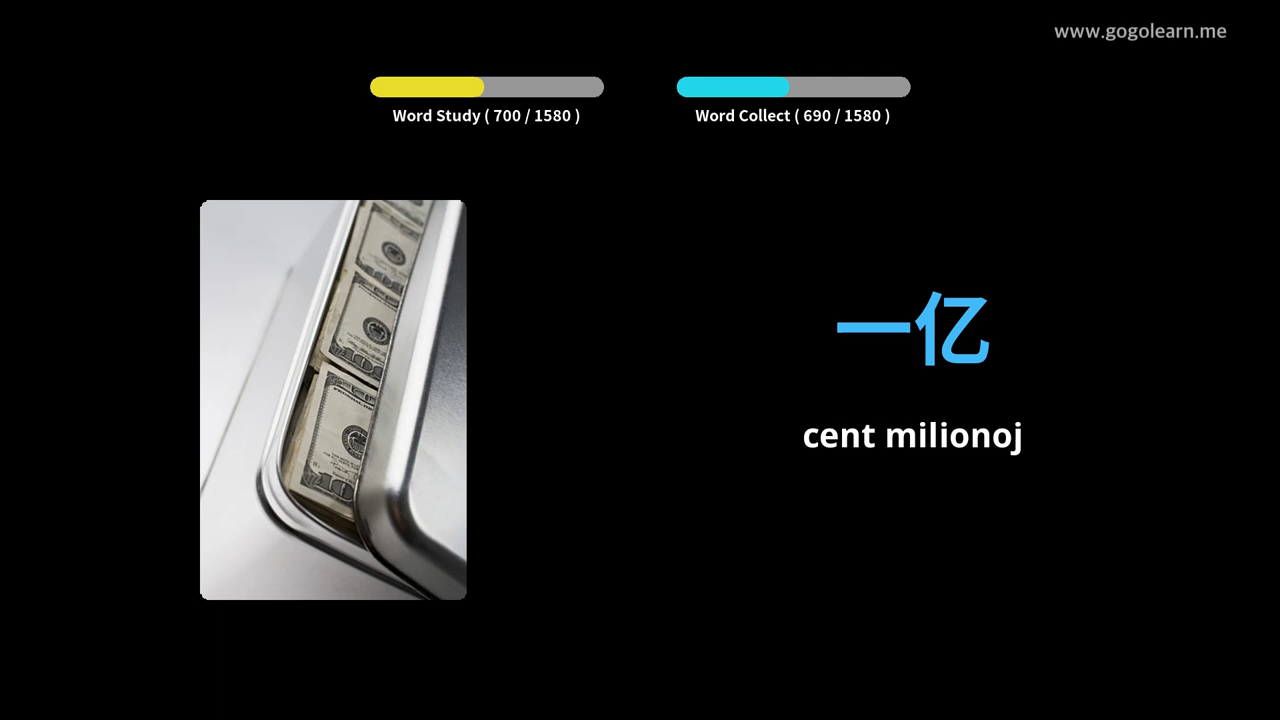 www.gogolearn.me
Word Study ( 700 / 1580 )
Word Collect ( 690 / 1580 )
一亿
cent milionoj